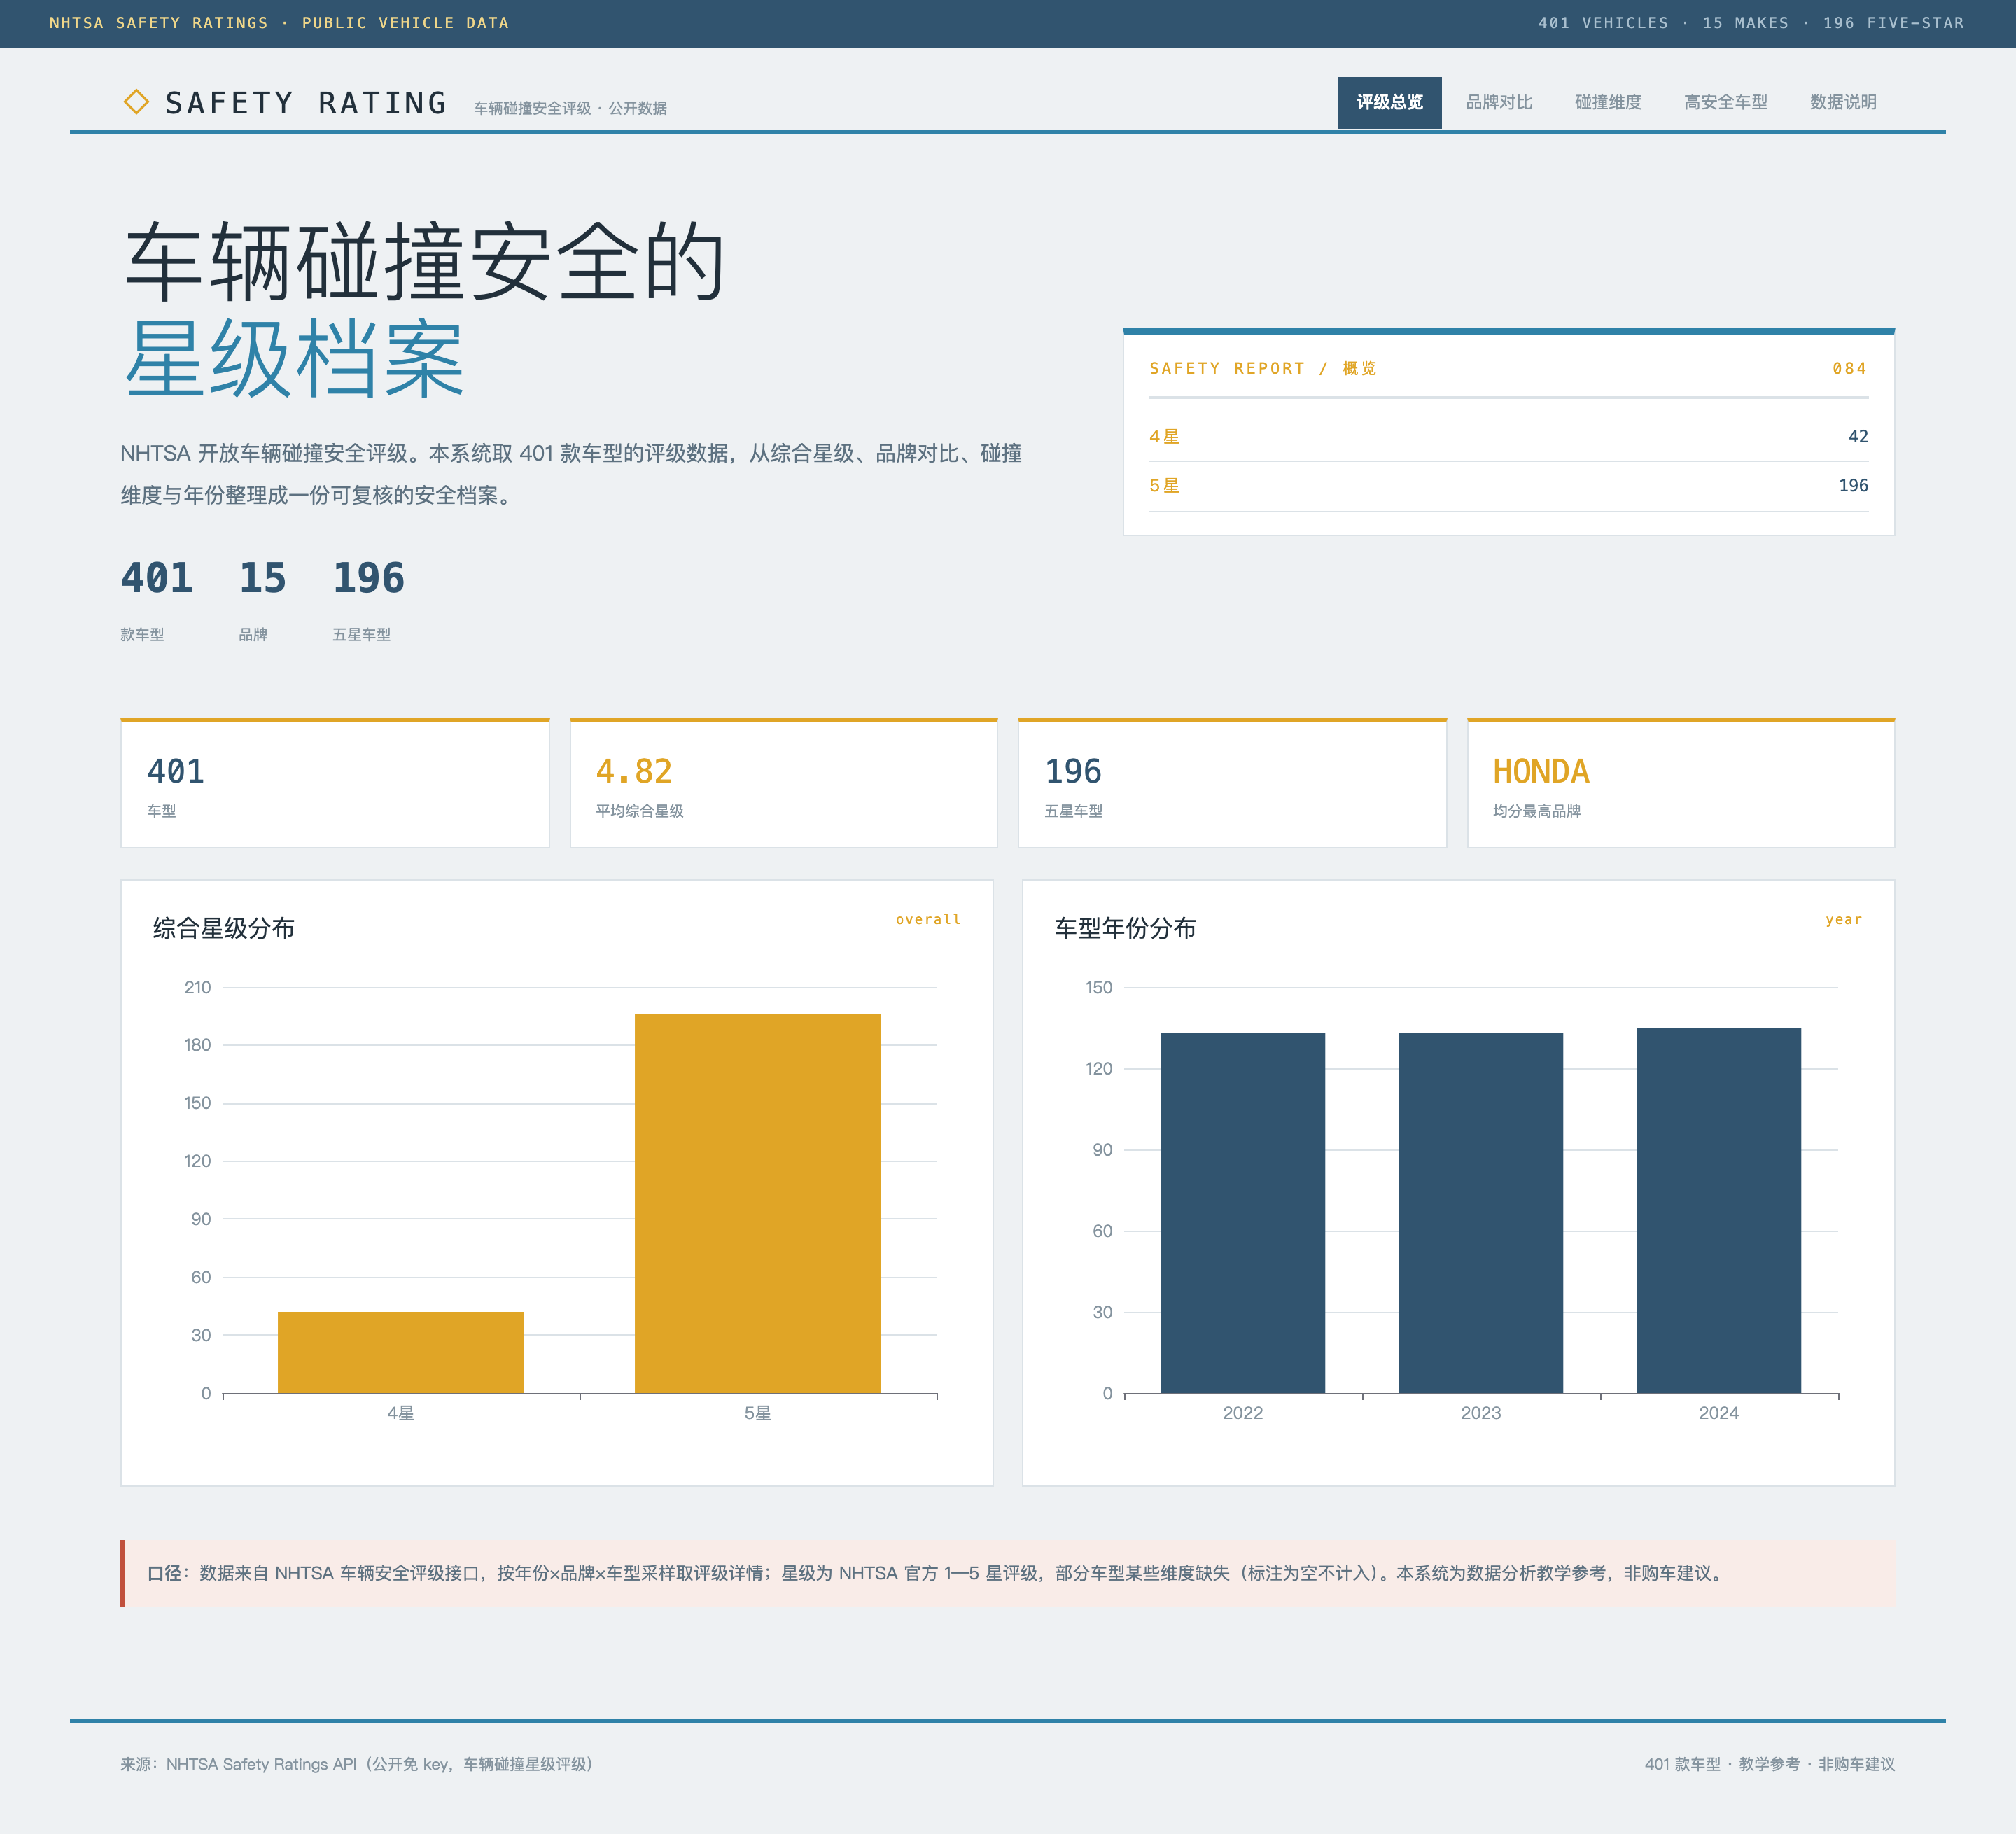 NHTSA SAFETY RATINGS · PUBLIC VEHICLE DATA
401 VEHICLES · 15 MAKES · 196 FIVE-STAR
SAFETY RATING
车辆碰撞安全评级 · 公开数据
评级总览
品牌对比
碰撞维度
高安全车型
数据说明
车辆碰撞安全的
星级档案
NHTSA 开放车辆碰撞安全评级。本系统取 401 款车型的评级数据，从综合星级、品牌对比、碰撞
维度与年份整理成一份可复核的安全档案。
401
款车型
15
品牌
196
五星车型
SAFETY REPORT / 概览
084
4星
42
5星
196
401
车型
4.82
平均综合星级
196
五星车型
HONDA
均分最高品牌
综合星级分布
overall
210
180
150
120
90
60
30
0
4星
5星
车型年份分布
year
150
120
90
60
30
0
2022
2023
2024
口径：数据来自 NHTSA 车辆安全评级接口，按年份×品牌×车型采样取评级详情；星级为 NHTSA 官方 1—5 星评级，部分车型某些维度缺失（标注为空不计入）。本系统为数据分析教学参考，非购车建议。
来源：NHTSA Safety Ratings API（公开免 key，车辆碰撞星级评级）
401 款车型 · 教学参考 · 非购车建议